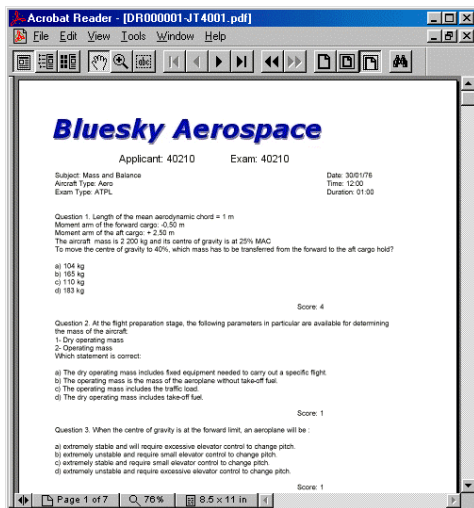 Acrobat Reader - [DR000001-JT4001.pdf]
File Edit View Tools Window Help
abc
Bluesky Aerospace
Applicant: 40210 Exam: 40210
Subject: Mass and Balance Date: 30/01/76
Aircraft Type: Aero Time: 12:00
Exam Type: ATPL Duration: 01:00
Question 1. Length of the mean aerodynamic chord = 1 m
Moment arm of the forward cargo: -0,50 m
Moment arm of the aft cargo: + 2,50 m
The aircraft mass is 2 200 kg and its centre of gravity is at 25% MAC
To move the centre of gravity to 40%, which mass has to be transferred from the forward to the aft cargo hold?
a) 104 kg
b) 165 kg
c) 110 kg
d) 183 kg
Score: 4
Question 2. At the flight preparation stage, the following parameters in particular are available for determining
the mass of the aircraft:
1- Dry operating mass
2- Operating mass
Which statement is correct:
a) The dry operating mass includes fixed equipment needed to carry out a specific flight.
b) The operating mass is the mass of the aeroplane without take-off fuel.
c) The operating mass includes the traffic load.
d) The dry operating mass includes take-off fuel.
Score: 1
Question 3. When the centre of gravity is at the forward limit, an aeroplane will be :
a) extremely stable and will require excessive elevator control to change pitch.
b) extremely unstable and require small elevator control to change pitch.
c) extremely stable and require small elevator control to change pitch.
d) extremely unstable and require excessive elevator control to change pitch.
Score: 1
Page 1 of 7 76% 8.5 x 11 in